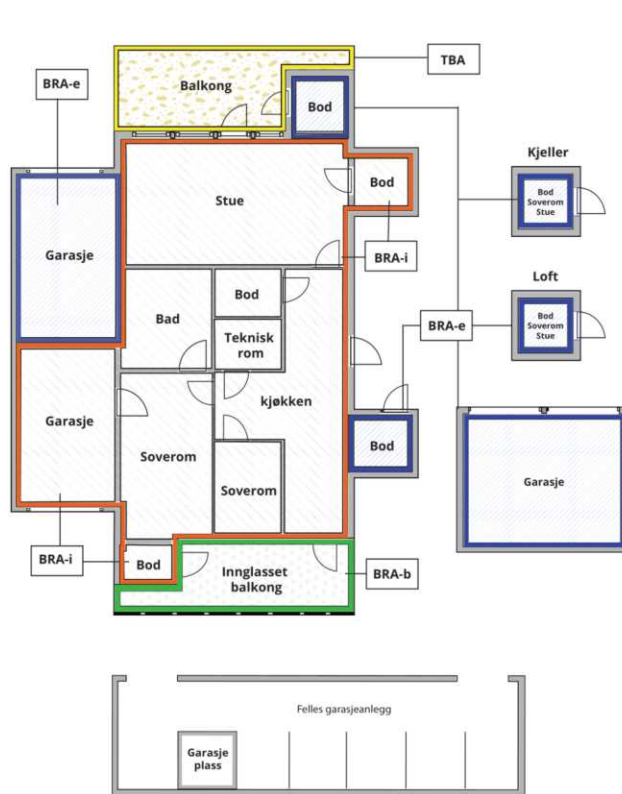 TBA
BRA-e
Balkong
Bod
Kjeller
Bod
Soverom
Stue
Stue
Bod
Garasje
BRA-i
Loft
Bod
Bod
Soverom
Stue
Bad
Teknisk
rom
BRA-e
kjøkken
Garasje
Bod
Soverom
Soverom
Garasje
BRA-i
Bod
Innglasset
balkong
BRA-b
Felles garasjeanlegg
Garasje
plass